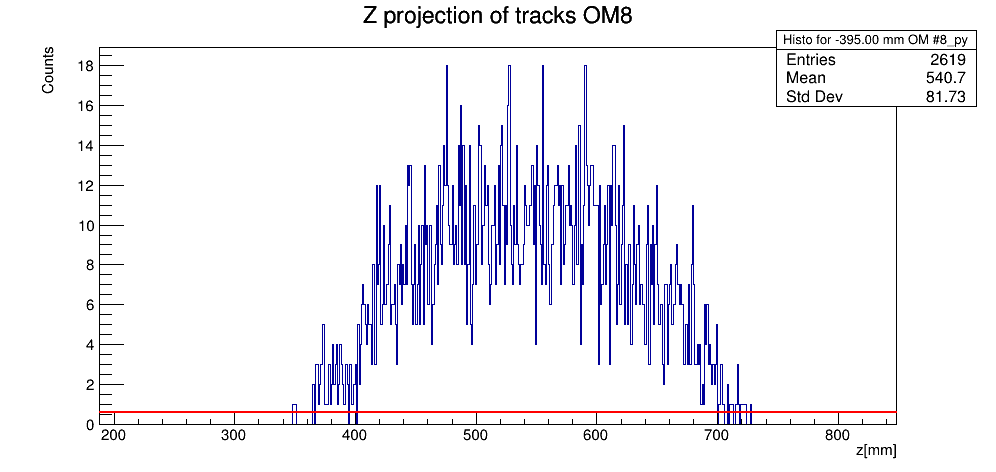 Z projection of tracks OM8
Histo for -395.00 mm OM #8_py
Entries 2619
Mean 540.7
Std Dev 81.73
Counts
18
16
14
12
10
8
6
4
2
0
200 300 400 500 600 700 800
z[mm]